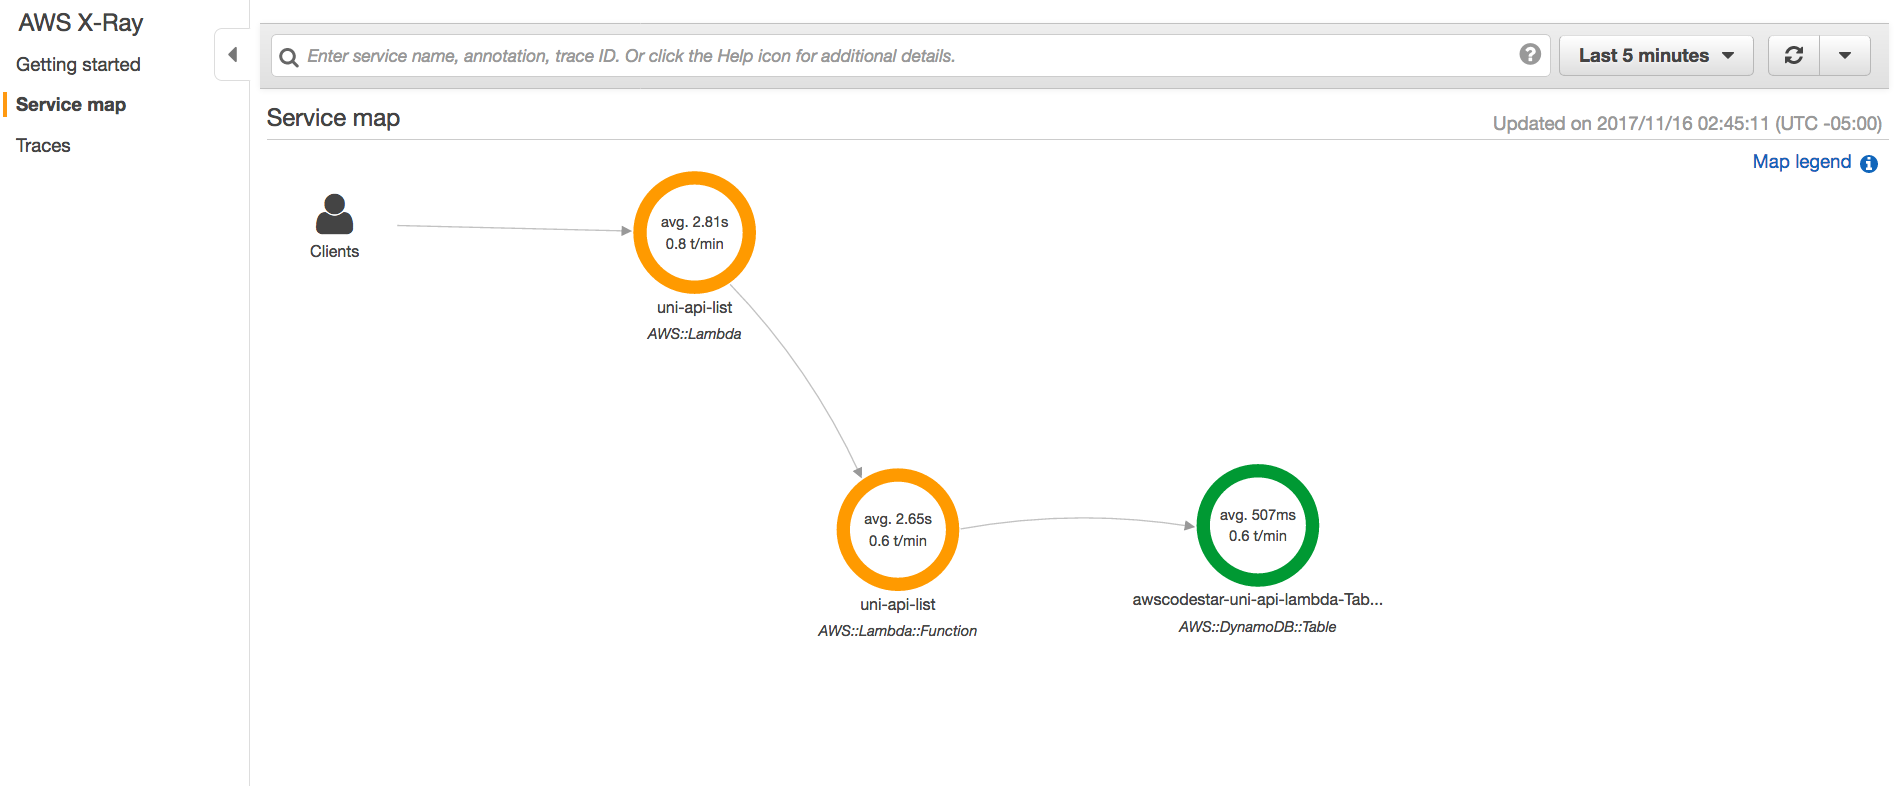 AWS X-Ray
Getting started
Service map
Traces
Enter service name, annotation, trace ID. Or click the Help icon for additional details.
?
Last 5 minutes
Service map
Updated on 2017/11/16 02:45:11 (UTC -05:00)
Map legend i
Clients
avg. 2.81s
0.8 t/min
uni-api-list
AWS::Lambda
avg. 2.65s
0.6 t/min
uni-api-list
AWS::Lambda::Function
avg. 507ms
0.6 t/min
awscodestar-uni-api-lambda-Tab...
AWS::DynamoDB::Table